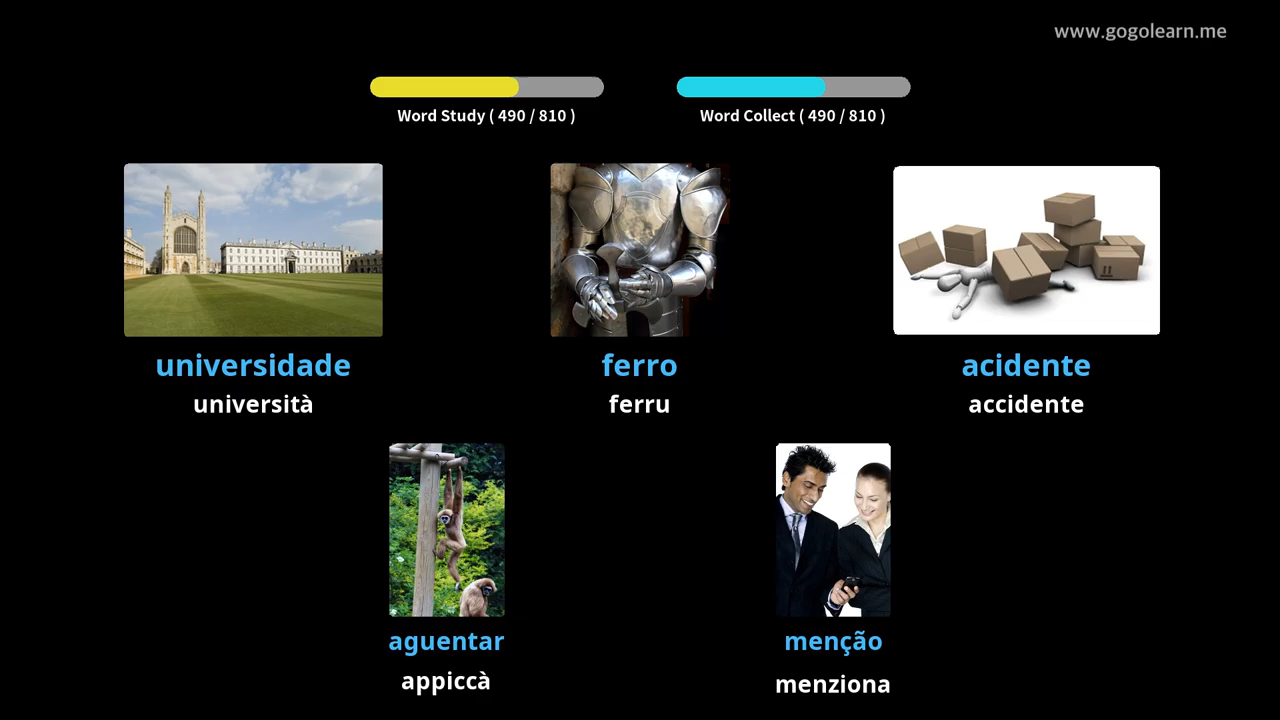 www.gogolearn.me
Word Study ( 490 / 810 )
Word Collect ( 490 / 810 )
universidade
università
ferro
ferru
acidente
accidente
aguentar
appiccà
menção
menziona